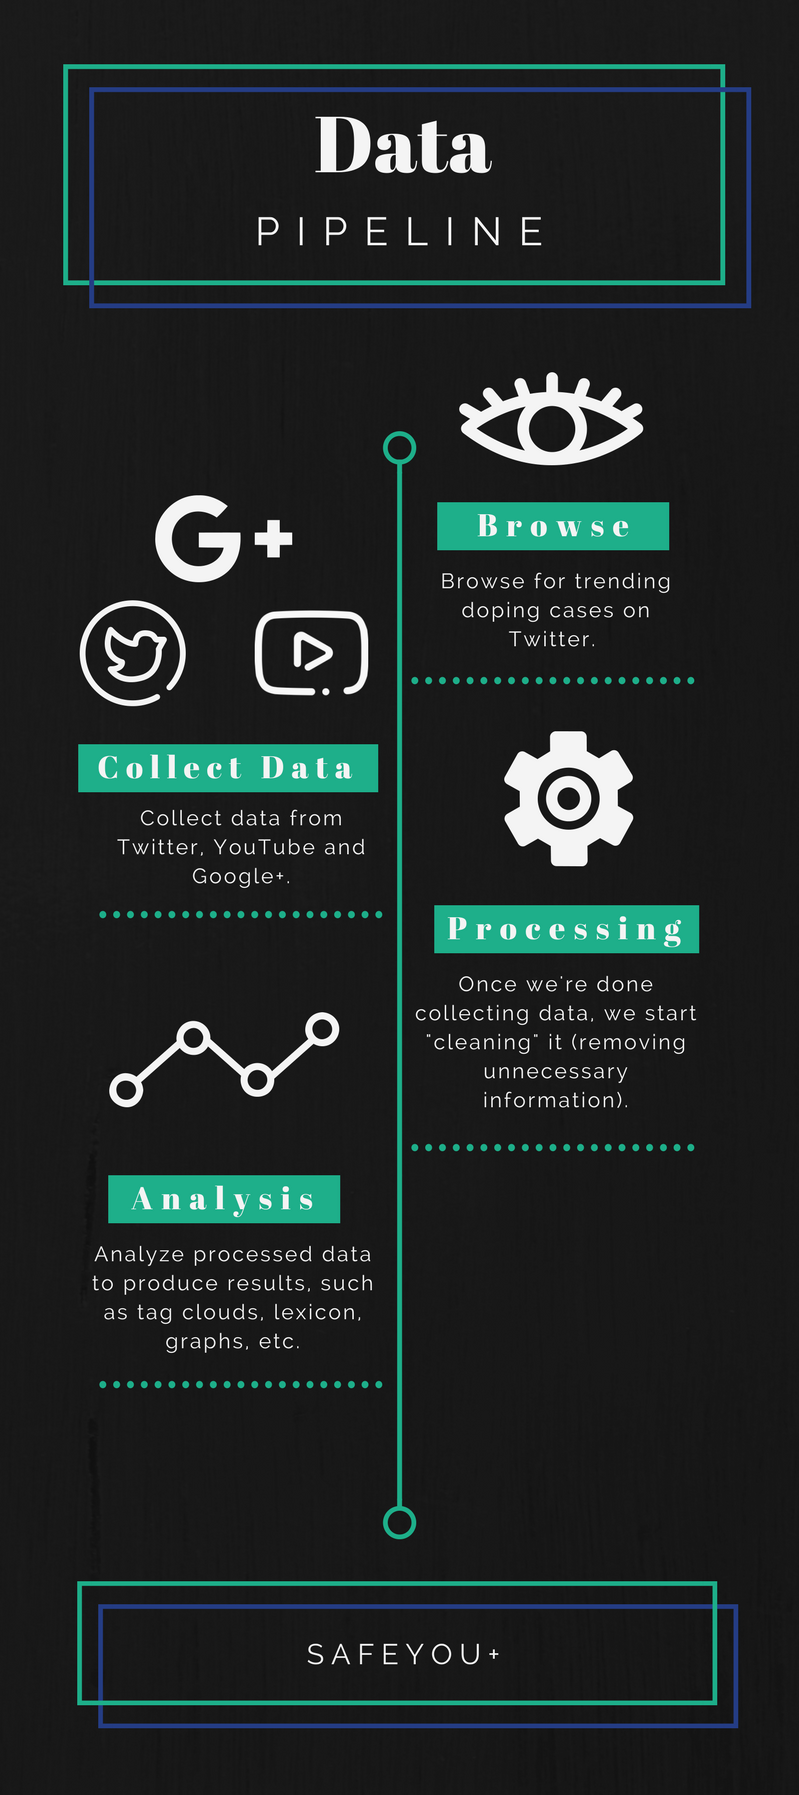 Data
PIPELINE
Browse
Browse for trending
doping cases on
Twitter.
G+
Collect Data
Collect data from
Twitter, YouTube and
Google+.
Processing
Once we're done
collecting data, we start
"cleaning" it (removing
unnecessary
information).
Analysis
Analyze processed data
to produce results, such
as tag clouds, lexicon,
graphs, etc.
SAFEYOU+